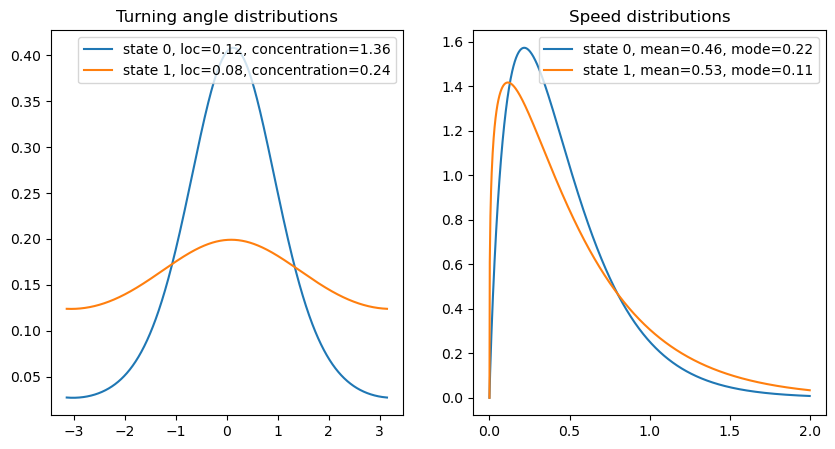 Turning angle distributions
state 0, loc=0.12, concentration=1.36
state 1, loc=0.08, concentration=0.24
0.40
0.35
0.30
0.25
0.20
0.15
0.10
0.05
−3 −2 −1 0 1 2 3
Speed distributions
state 0, mean=0.46, mode=0.22
state 1, mean=0.53, mode=0.11
1.6
1.4
1.2
1.0
0.8
0.6
0.4
0.2
0.0
0.0 0.5 1.0 1.5 2.0